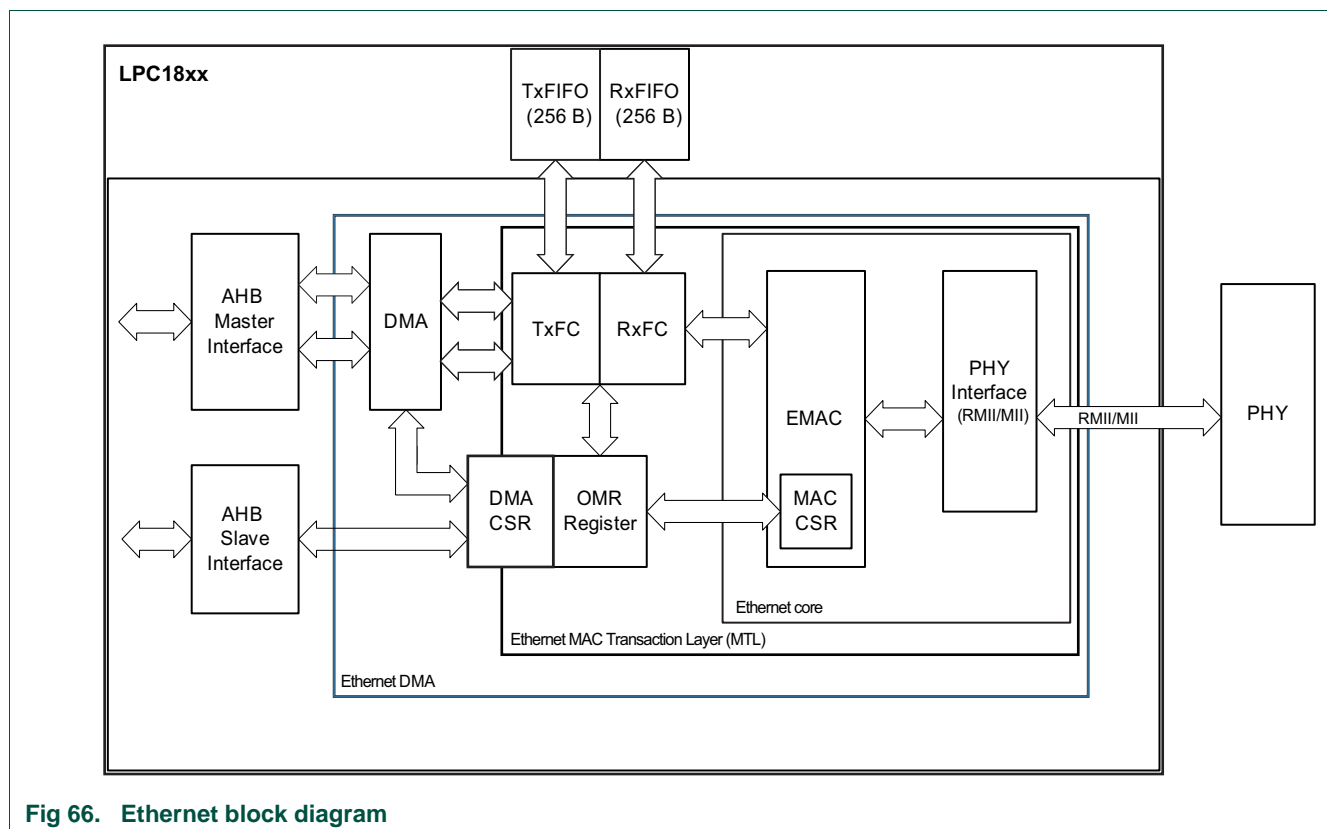 LPC18xx
TxFIFO
(256 B)
RxFIFO
(256 B)
AHB
Master
Interface
DMA
TxFC
RxFC
EMAC
PHY
Interface
(RMII/MII)
RMII/MII
PHY
AHB
Slave
Interface
DMA
CSR
OMR
Register
MAC
CSR
Ethernet core
Ethernet MAC Transaction Layer (MTL)
Ethernet DMA
Fig 66. Ethernet block diagram